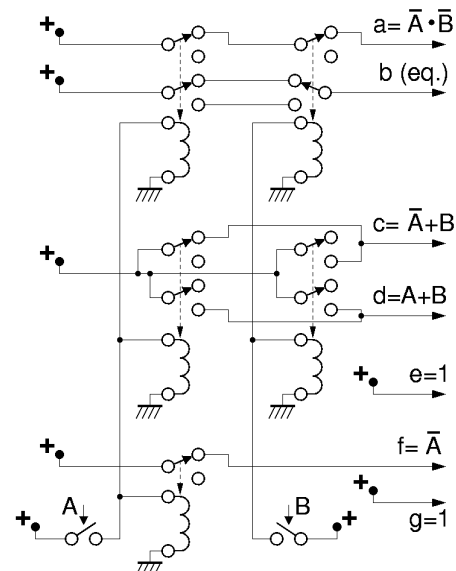 + a= A̅•B̅
+ b (eq.)
c= A̅+B
+
d=A+B
+ e=1
+ f= A̅
+
A B
+ + g=1